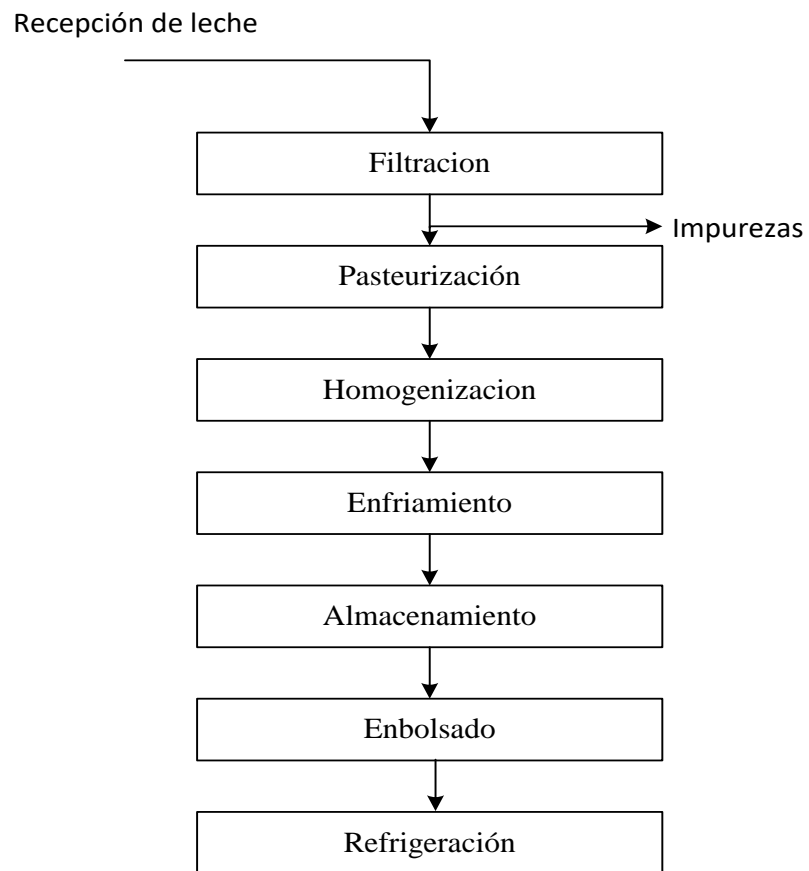 Recepción de leche
Filtracion
Impurezas
Pasteurización
Homogenizacion
Enfriamiento
Almacenamiento
Enbolsado
Refrigeración